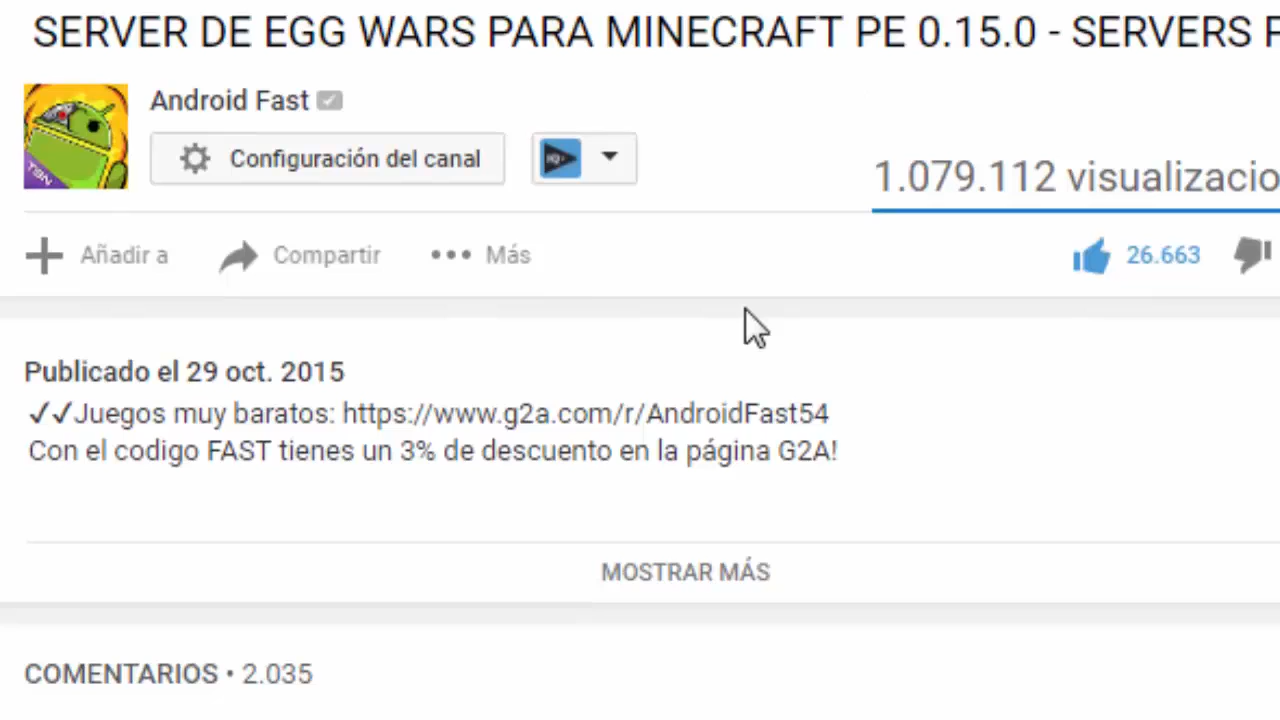 SERVER DE EGG WARS PARA MINECRAFT PE 0.15.0 - SERVERS
Android Fast
Configuración del canal
HQ+
1.079.112 visualizacio
Añadir a
Compartir
Más
26.663
Publicado el 29 oct. 2015
✓✓Juegos muy baratos: https://www.g2a.com/r/AndroidFast54
Con el codigo FAST tienes un 3% de descuento en la página G2A!
MOSTRAR MÁS
COMENTARIOS • 2.035